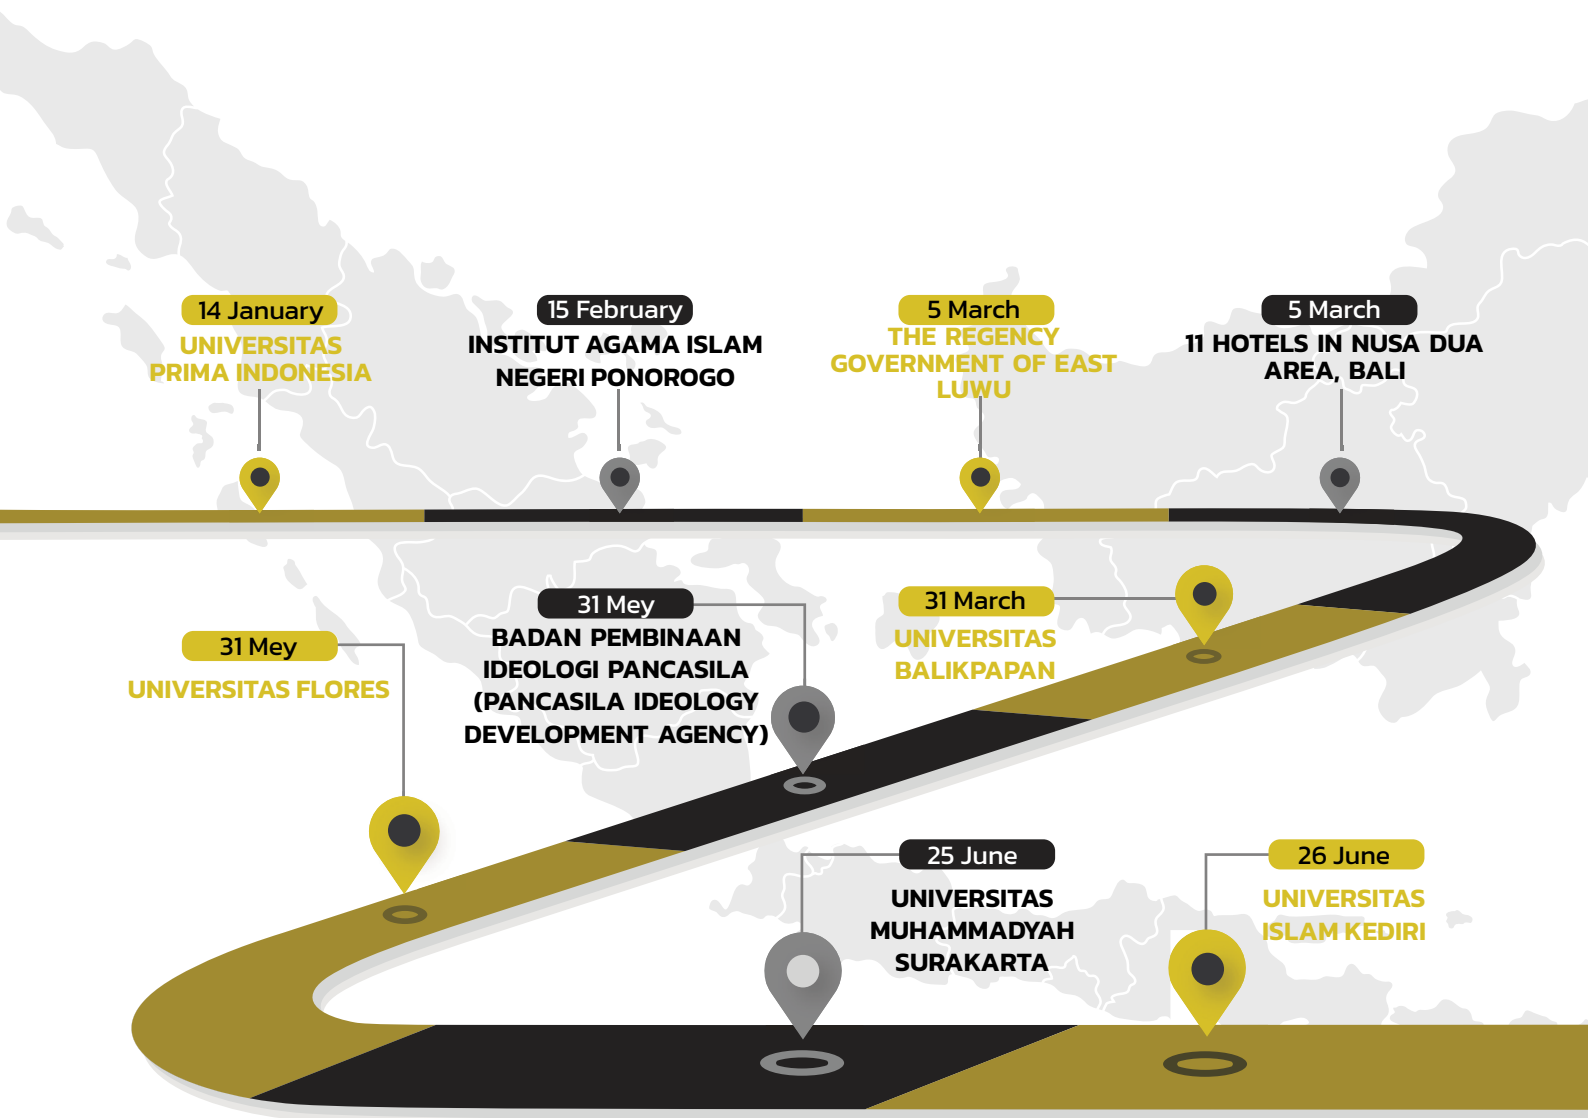 14 January
UNIVERSITAS
PRIMA INDONESIA
15 February
INSTITUT AGAMA ISLAM
NEGERI PONOROGO
5 March
THE REGENCY
GOVERNMENT OF EAST
LUWU
5 March
11 HOTELS IN NUSA DUA
AREA, BALI
31 March
UNIVERSITAS
BALIKPAPAN
31 Mey
BADAN PEMBINAAN
IDEOLOGI PANCASILA
(PANCASILA IDEOLOGY
DEVELOPMENT AGENCY)
31 Mey
UNIVERSITAS FLORES
25 June
UNIVERSITAS
MUHAMMADYAH
SURAKARTA
26 June
UNIVERSITAS
ISLAM KEDIRI